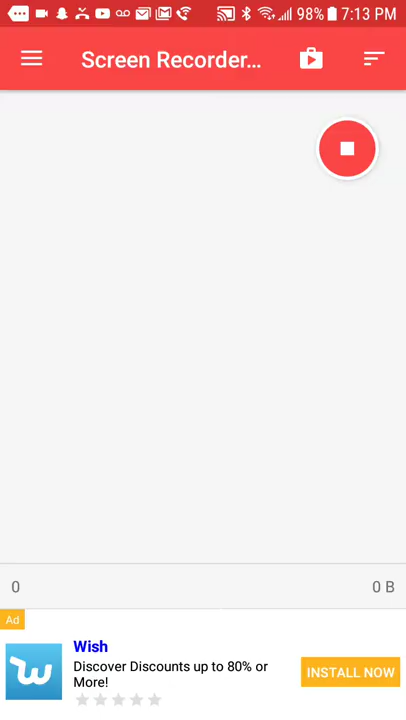 98% 7:13 PM
Screen Recorder...
0 0 B
Ad
Wish
Discover Discounts up to 80% or
More!
INSTALL NOW